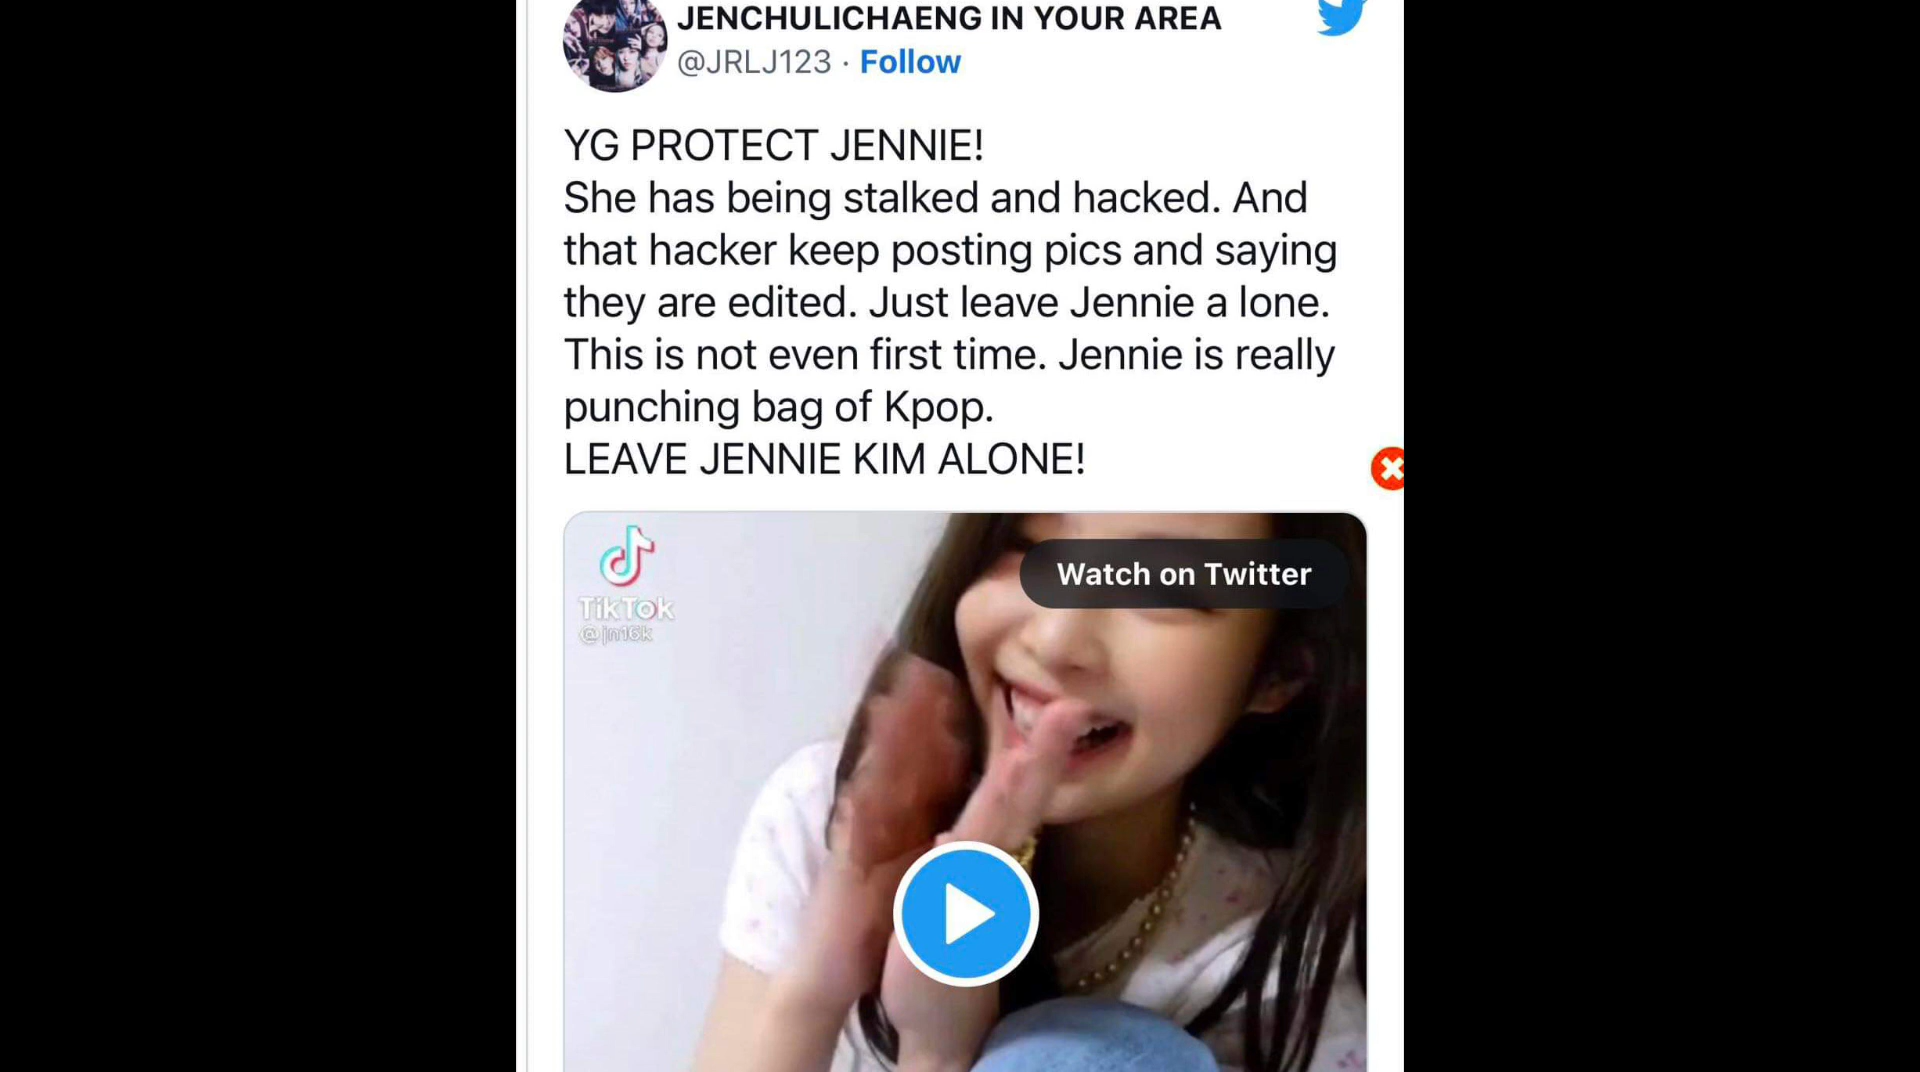 JENCHULICHAENG IN YOUR AREA
@JRLJ123 · Follow
YG PROTECT JENNIE!
She has being stalked and hacked. And
that hacker keep posting pics and saying
they are edited. Just leave Jennie a lone.
This is not even first time. Jennie is really
punching bag of Kpop.
LEAVE JENNIE KIM ALONE!
Watch on Twitter
TikTok
@jn16k